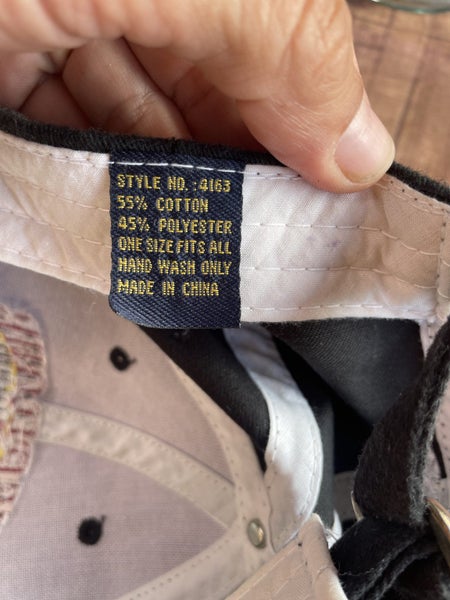 STYLE NO. :4163
55% COTTON
45% POLYESTER
ONE SIZE FITS ALL
HAND WASH ONLY
MADE IN CHINA